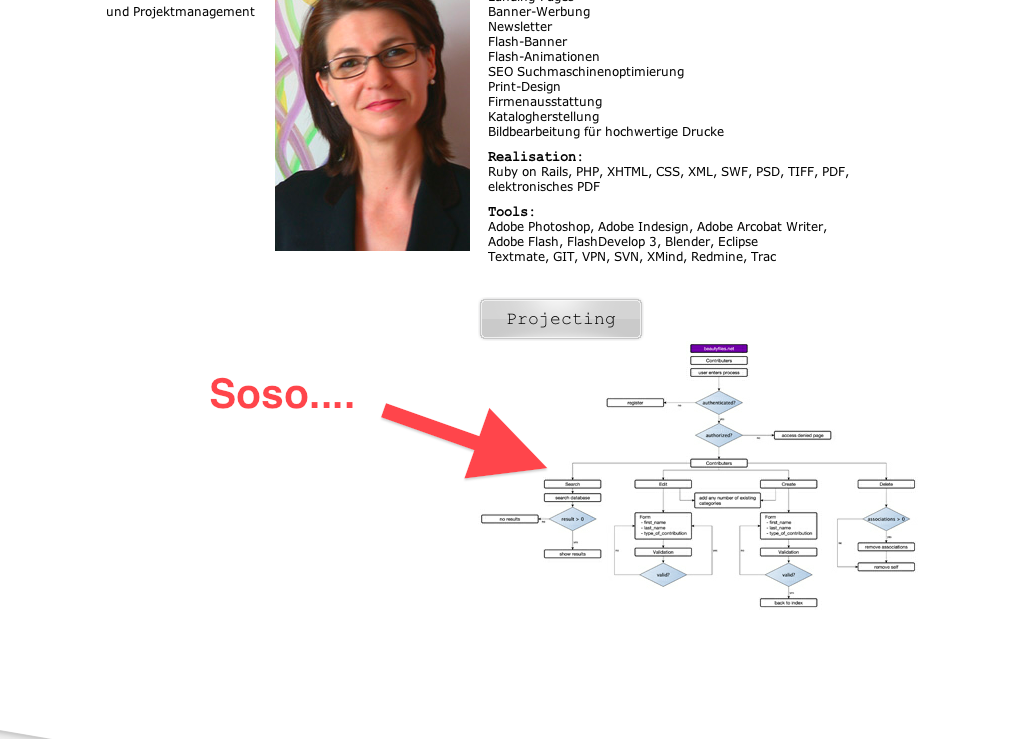 und Projektmanagement
Banner-Werbung
Newsletter
Flash-Banner
Flash-Animationen
SEO Suchmaschinenoptimierung
Print-Design
Firmenausstattung
Katalogherstellung
Bildbearbeitung für hochwertige Drucke
Realisation:
Ruby on Rails, PHP, XHTML, CSS, XML, SWF, PSD, TIFF, PDF,
elektronisches PDF
Tools:
Adobe Photoshop, Adobe Indesign, Adobe Arcobat Writer,
Adobe Flash, FlashDevelop 3, Blender, Eclipse
Textmate, GIT, VPN, SVN, XMind, Redmine, Trac
Projecting
Soso....
beautyfiles.net
Contributers
user enters process
authenticated?
no
register
yes
authorized?
no
access denied page
yes
Contributers
Search
Edit
Create
Delete
search database
add any number of existing
categories
result > 0
no
no results
yes
show results
Form
- first_name
- last_name
- type_of_contribution
Validation
valid?
no
yes
Form
- first_name
- last_name
- type_of_contribution
Validation
valid?
no
yes
back to index
associations > 0
no
yes
remove associations
remove self